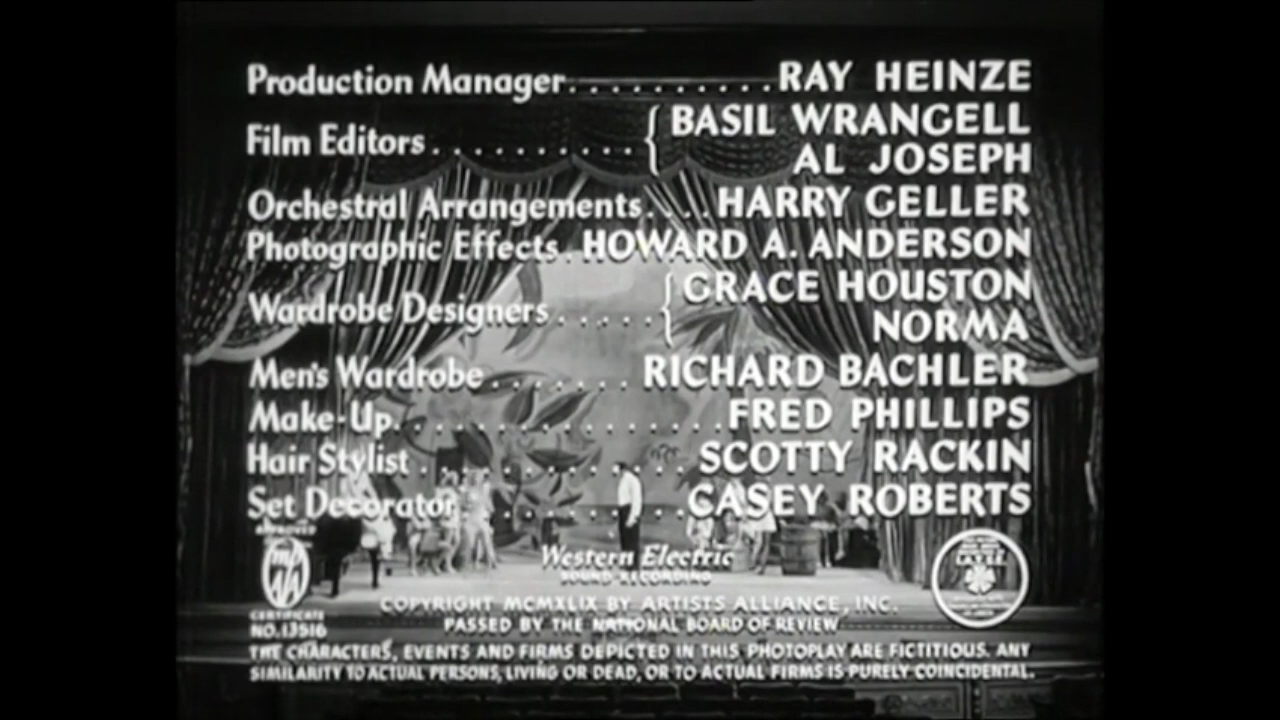 Production Manager.......... RAY HEINZE
Film Editors.......... { BASIL WRANGELL
AL JOSEPH
Orchestral Arrangements.... HARRY GELLER
Photographic Effects. HOWARD A. ANDERSON
Wardrobe Designers...... { GRACE HOUSTON
NORMA
Men's Wardrobe....... RICHARD BACHLER
Make-Up................ FRED PHILLIPS
Hair Stylist............. SCOTTY RACKIN
Set Decorator.......... CASEY ROBERTS
APPROVED
Western Electric
SOUND RECORDING
I.A.T.S.E.
COPYRIGHT MCMXLIX BY ARTISTS ALLIANCE, INC.
CERTIFICATE
NO. 13516
PASSED BY THE NATIONAL BOARD OF REVIEW
THE CHARACTERS, EVENTS AND FIRMS DEPICTED IN THIS PHOTOPLAY ARE FICTITIOUS. ANY
SIMILARITY TO ACTUAL PERSONS, LIVING OR DEAD, OR TO ACTUAL FIRMS IS PURELY COINCIDENTAL.